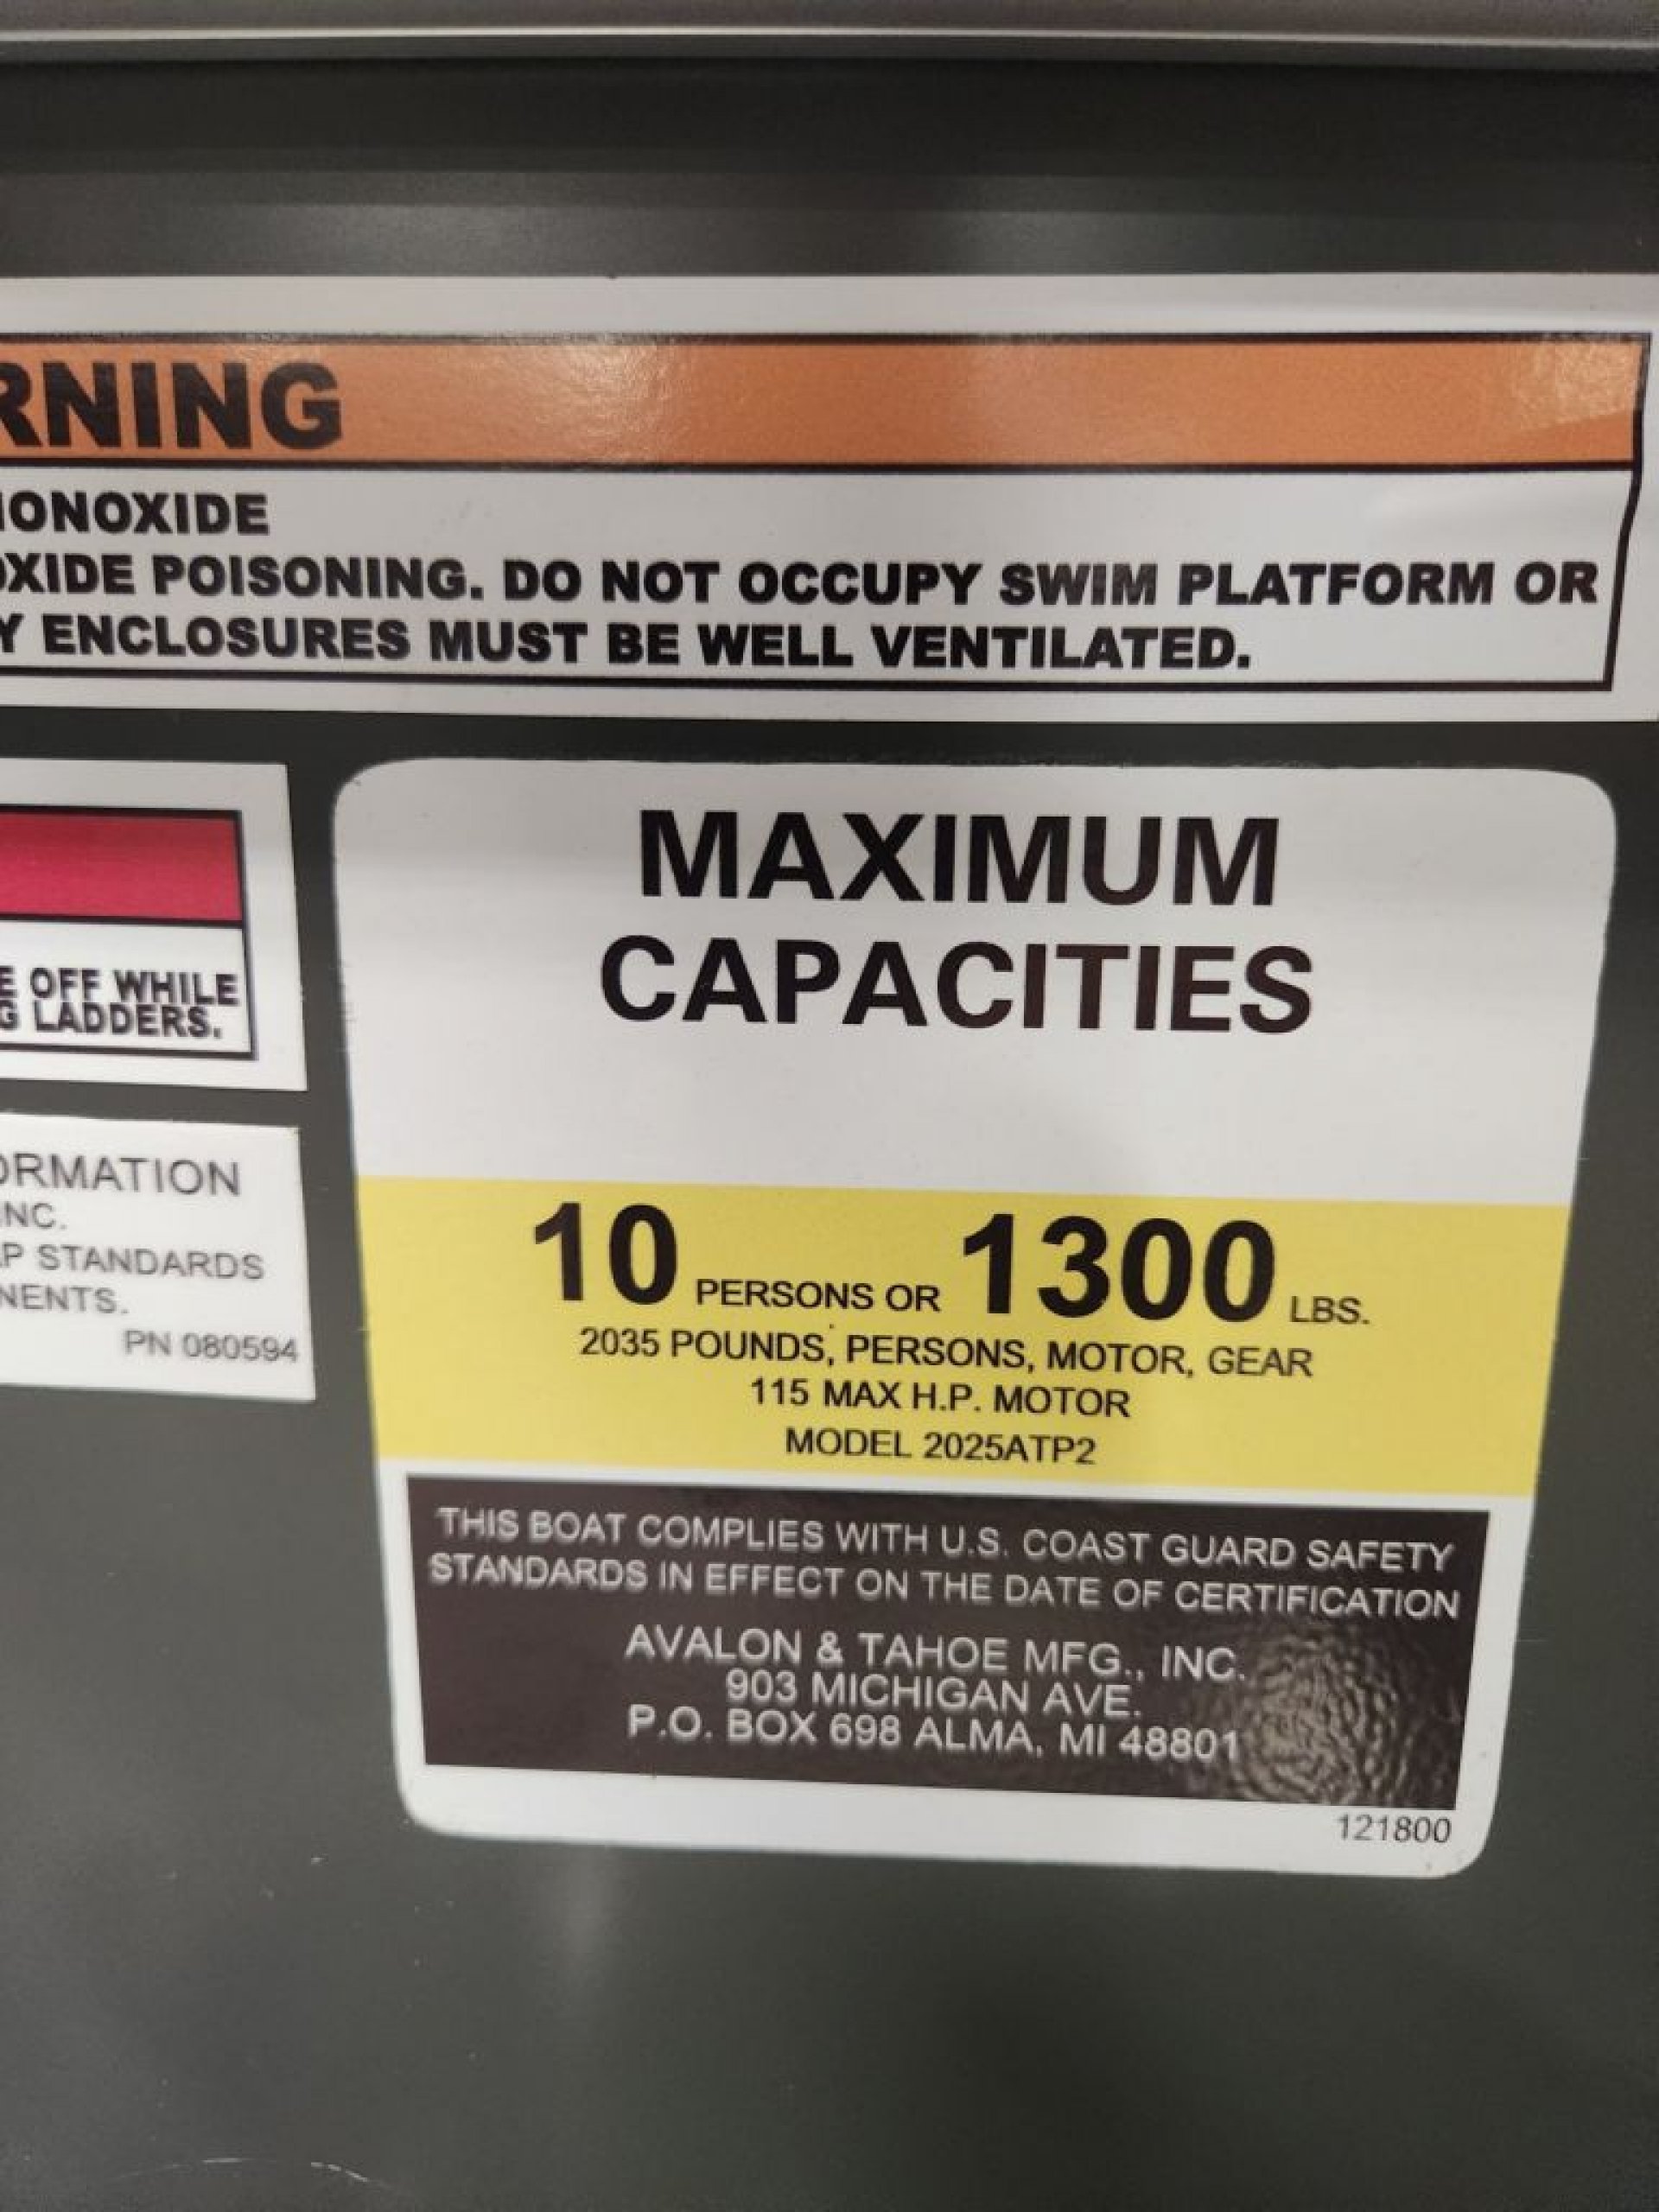 RNING
MONOXIDE
OXIDE POISONING. DO NOT OCCUPY SWIM PLATFORM OR
Y ENCLOSURES MUST BE WELL VENTILATED.
E OFF WHILE
G LADDERS.
ORMATION
INC.
AP STANDARDS
NENTS.
PN 080594
MAXIMUM
CAPACITIES
10 PERSONS OR 1300 LBS.
2035 POUNDS, PERSONS, MOTOR, GEAR
115 MAX H.P. MOTOR
MODEL 2025ATP2
THIS BOAT COMPLIES WITH U.S. COAST GUARD SAFETY
STANDARDS IN EFFECT ON THE DATE OF CERTIFICATION
AVALON & TAHOE MFG., INC.
903 MICHIGAN AVE.
P.O. BOX 698 ALMA, MI 48801
121800